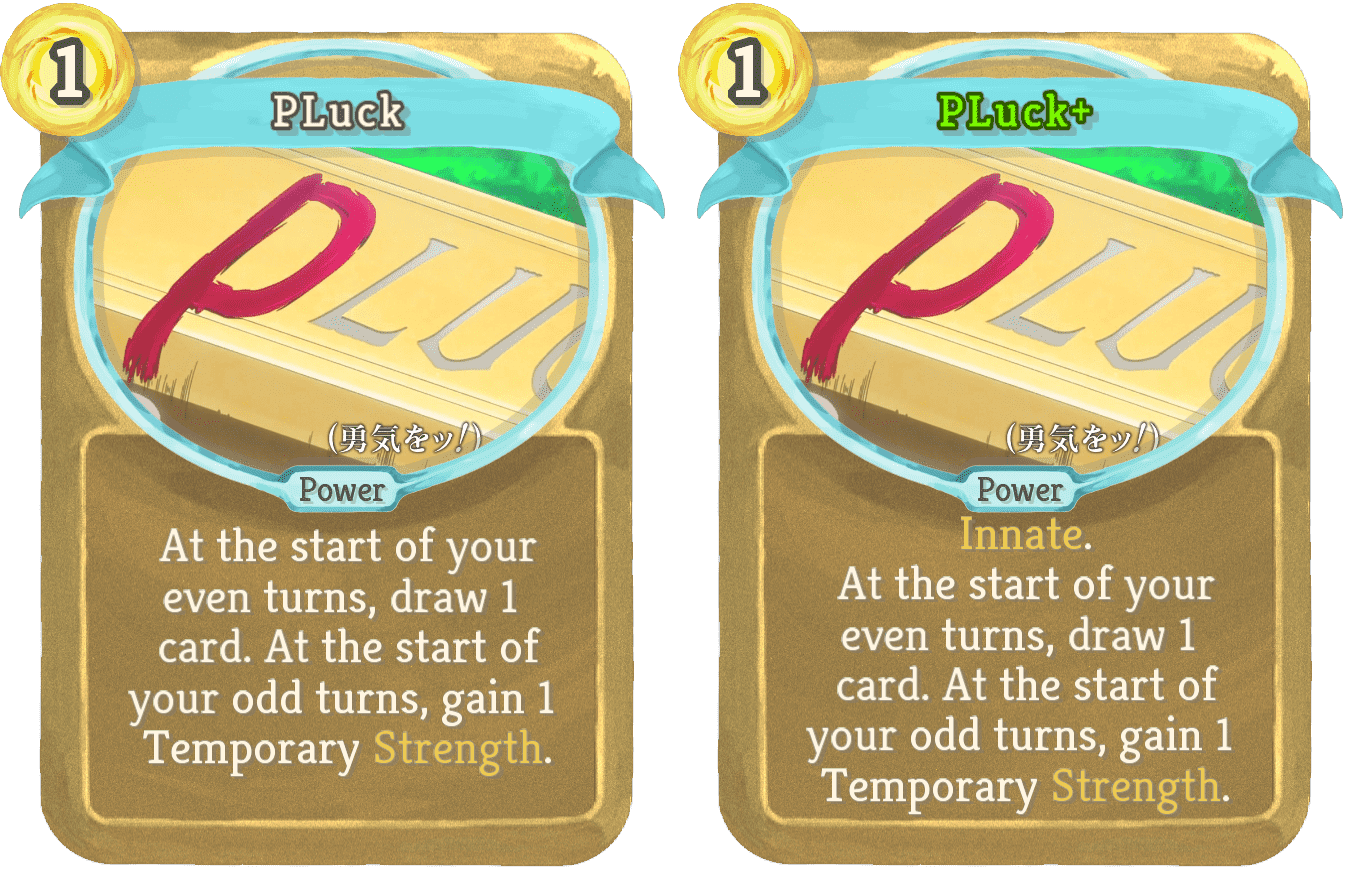 1
PLuck
PLUC
(勇気をッ!)
Power
At the start of your
even turns, draw 1
card. At the start of
your odd turns, gain 1
Temporary Strength.
1
PLuck+
PLUC
(勇気をッ!)
Power
Innate.
At the start of your
even turns, draw 1
card. At the start of
your odd turns, gain 1
Temporary Strength.